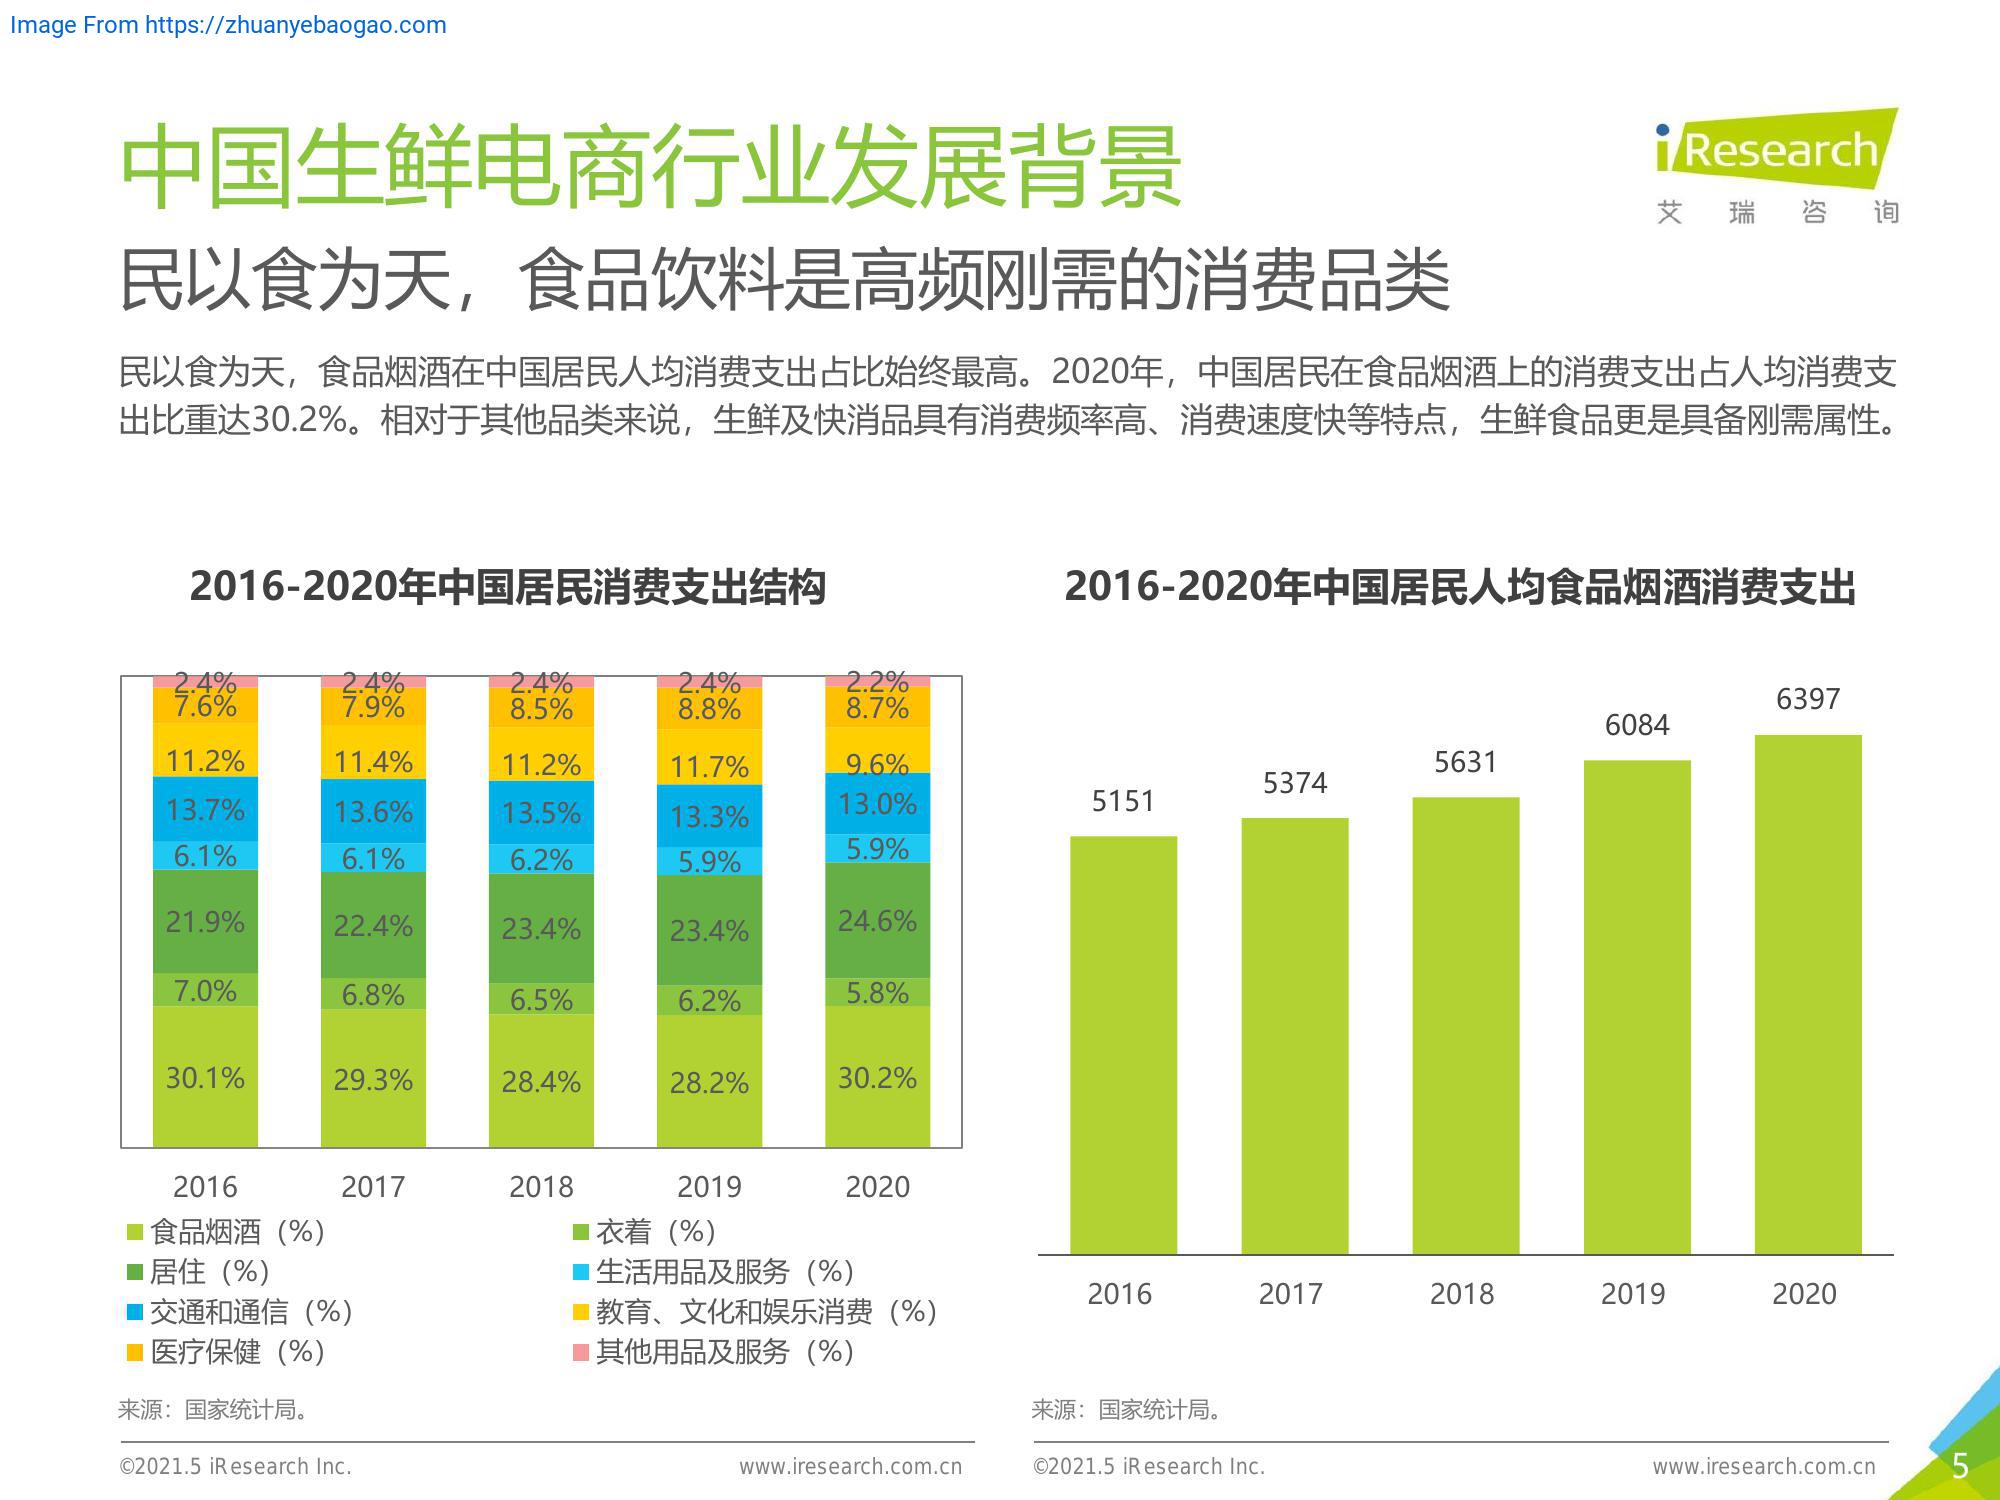 Image From https://zhuanyebaogao.com
中国生鲜电商行业发展背景
iResearch
艾瑞咨询
民以食为天，食品饮料是高频刚需的消费品类
民以食为天，食品烟酒在中国居民人均消费支出占比始终最高。2020年，中国居民在食品烟酒上的消费支出占人均消费支
出比重达30.2%。相对于其他品类来说，生鲜及快消品具有消费频率高、消费速度快等特点，生鲜食品更是具备刚需属性。
2016-2020年中国居民消费支出结构
2.4% 2.4% 2.4% 2.4% 2.2%
7.6% 7.9% 8.5% 8.8% 8.7%
11.2% 11.4% 11.2% 11.7% 9.6%
13.7% 13.6% 13.5% 13.3% 13.0%
6.1% 6.1% 6.2% 5.9% 5.9%
21.9% 22.4% 23.4% 23.4% 24.6%
7.0% 6.8% 6.5% 6.2% 5.8%
30.1% 29.3% 28.4% 28.2% 30.2%
2016 2017 2018 2019 2020
食品烟酒（%） 衣着（%）
居住（%） 生活用品及服务（%）
交通和通信（%） 教育、文化和娱乐消费（%）
医疗保健（%） 其他用品及服务（%）
来源：国家统计局。
©2021.5 iResearch Inc. www.iresearch.com.cn
2016-2020年中国居民人均食品烟酒消费支出
5151 5374 5631 6084 6397
2016 2017 2018 2019 2020
来源：国家统计局。
©2021.5 iResearch Inc. www.iresearch.com.cn
5